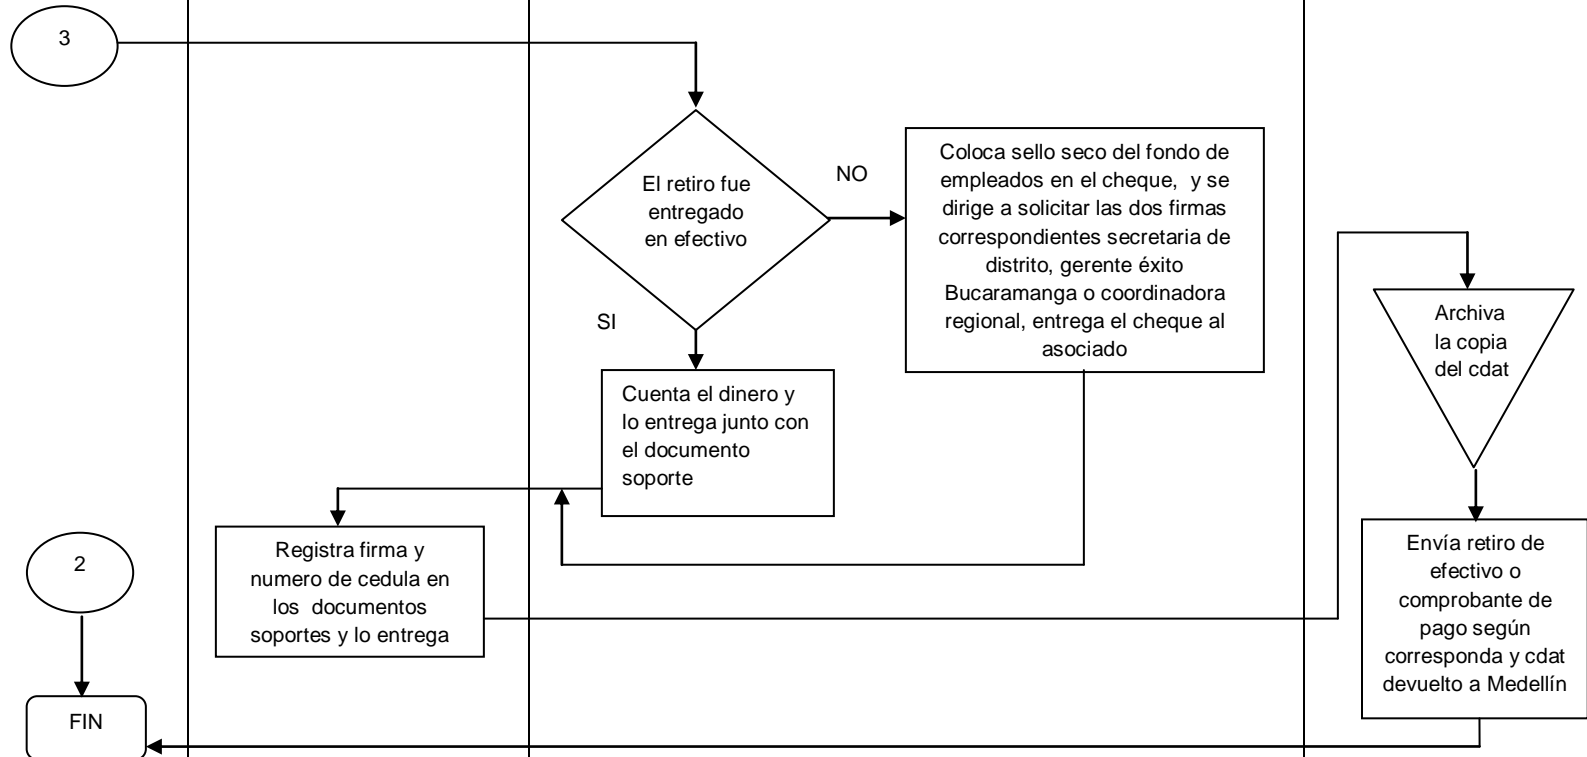 3
El retiro fue
entregado
en efectivo
NO
Coloca sello seco del fondo de
empleados en el cheque, y se
dirige a solicitar las dos firmas
correspondientes secretaria de
distrito, gerente éxito
Bucaramanga o coordinadora
regional, entrega el cheque al
asociado
SI
Cuenta el dinero y
lo entrega junto con
el documento
soporte
Archiva
la copia
del cdat
Registra firma y
numero de cedula en
los documentos
soportes y lo entrega
Envía retiro de
efectivo o
comprobante de
pago según
corresponda y cdat
devuelto a Medellín
2
FIN